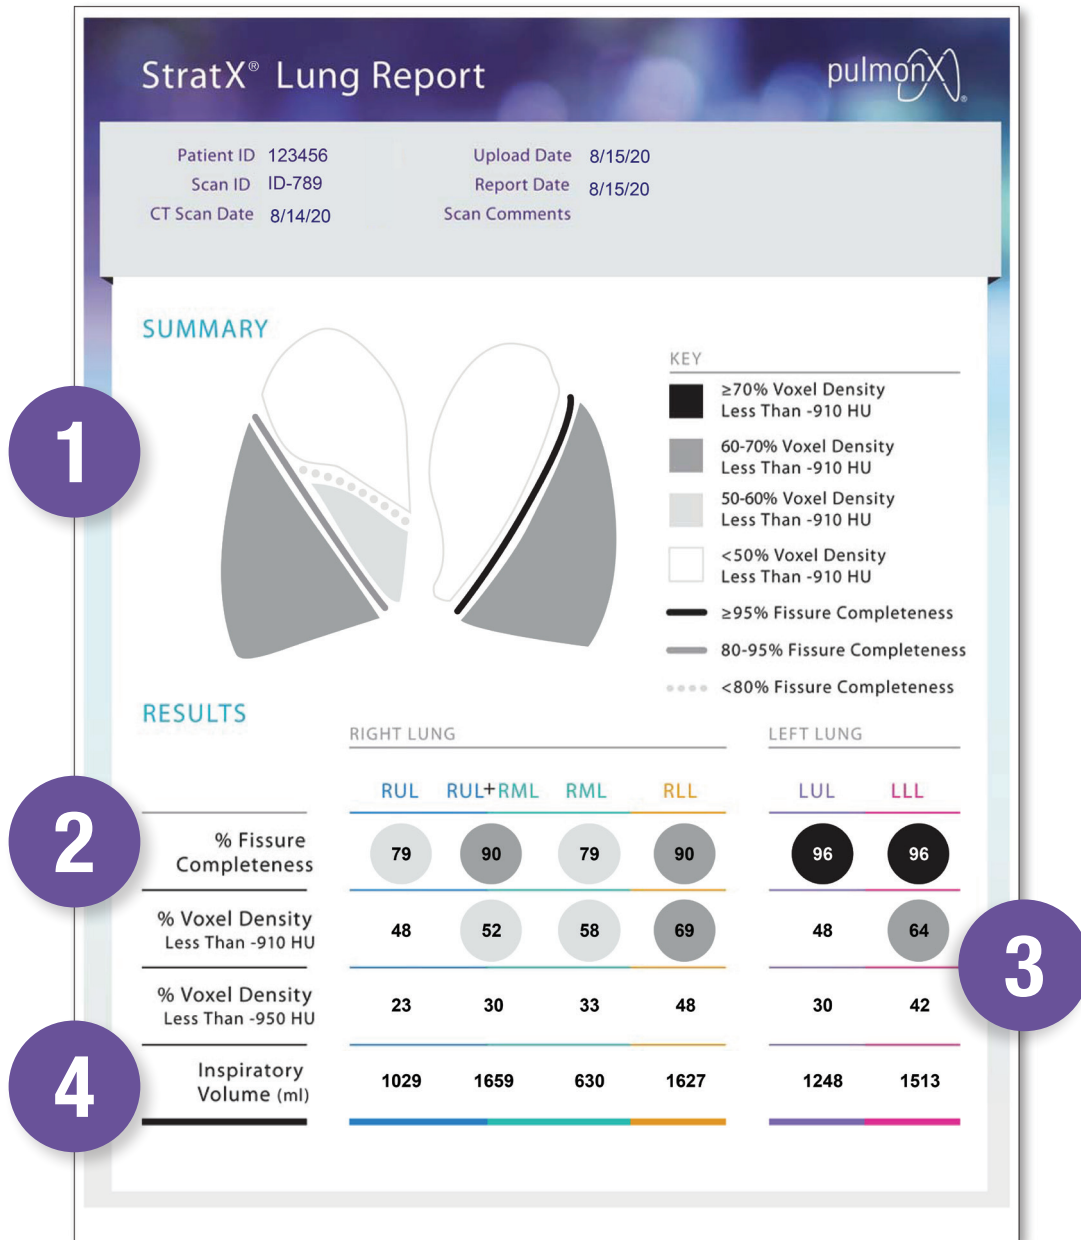 StratX® Lung Report
pulmonX®
Patient ID 123456
Scan ID ID-789
CT Scan Date 8/14/20
Upload Date 8/15/20
Report Date 8/15/20
Scan Comments
SUMMARY
KEY
≥70% Voxel Density
Less Than -910 HU
60-70% Voxel Density
Less Than -910 HU
50-60% Voxel Density
Less Than -910 HU
<50% Voxel Density
Less Than -910 HU
≥95% Fissure Completeness
80-95% Fissure Completeness
<80% Fissure Completeness
1
RESULTS
RIGHT LUNG LEFT LUNG
RUL RUL+RML RML RLL LUL LLL
2
% Fissure
Completeness
79 90 79 90 96 96
% Voxel Density
Less Than -910 HU
48 52 58 69 48 64
3
% Voxel Density
Less Than -950 HU
23 30 33 48 30 42
4
Inspiratory
Volume (ml)
1029 1659 630 1627 1248 1513